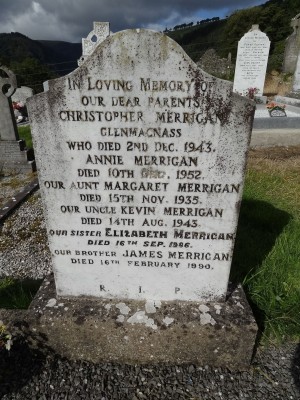 In Loving Memory of
OUR DEAR PARENTS
CHRISTOPHER MERRIGAN
GLENMACNASS
WHO DIED 2ND DEC. 1943.
ANNIE MERRIGAN
DIED 10TH 1952.
OUR AUNT MARGARET MERRIGAN
DIED 15TH NOV. 1935.
OUR UNCLE KEVIN MERRIGAN
DIED 14TH AUG. 1943.
OUR SISTER ELIZABETH MERRIGAN
DIED 16TH SEP. 1986.
OUR BROTHER JAMES MERRIGAN
DIED 16TH FEBRUARY 1990.
R. I. P.